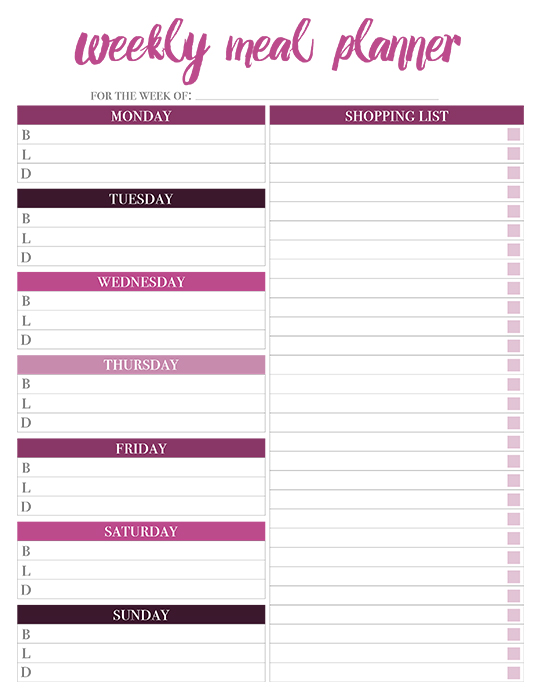 weekly meal planner
FOR THE WEEK OF:
MONDAY
B
L
D
TUESDAY
B
L
D
WEDNESDAY
B
L
D
THURSDAY
B
L
D
FRIDAY
B
L
D
SATURDAY
B
L
D
SUNDAY
B
L
D
SHOPPING LIST